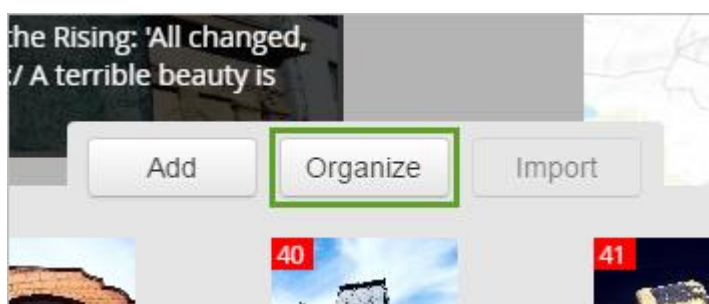 the Rising: 'All changed,
:/ A terrible beauty is
Add
Organize
Import
40
41